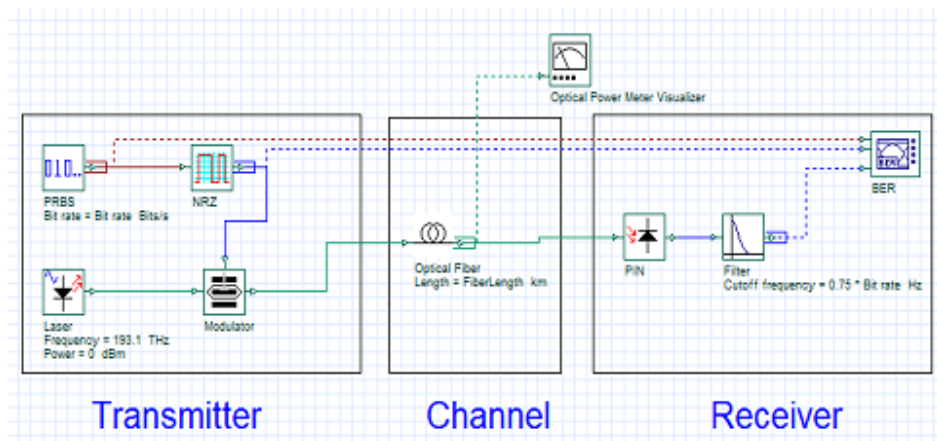 Optical Power Meter Visualizer
010...
PRBS
Bit rate = Bit rate  Bits/s
NRZ
BER
BER
Optical Fiber
Length = FiberLength  km
PIN
Filter
Cutoff frequency = 0.75 * Bit rate  Hz
Laser
Frequency = 193.1  THz
Power = 0  dBm
Modulator
Transmitter
Channel
Receiver